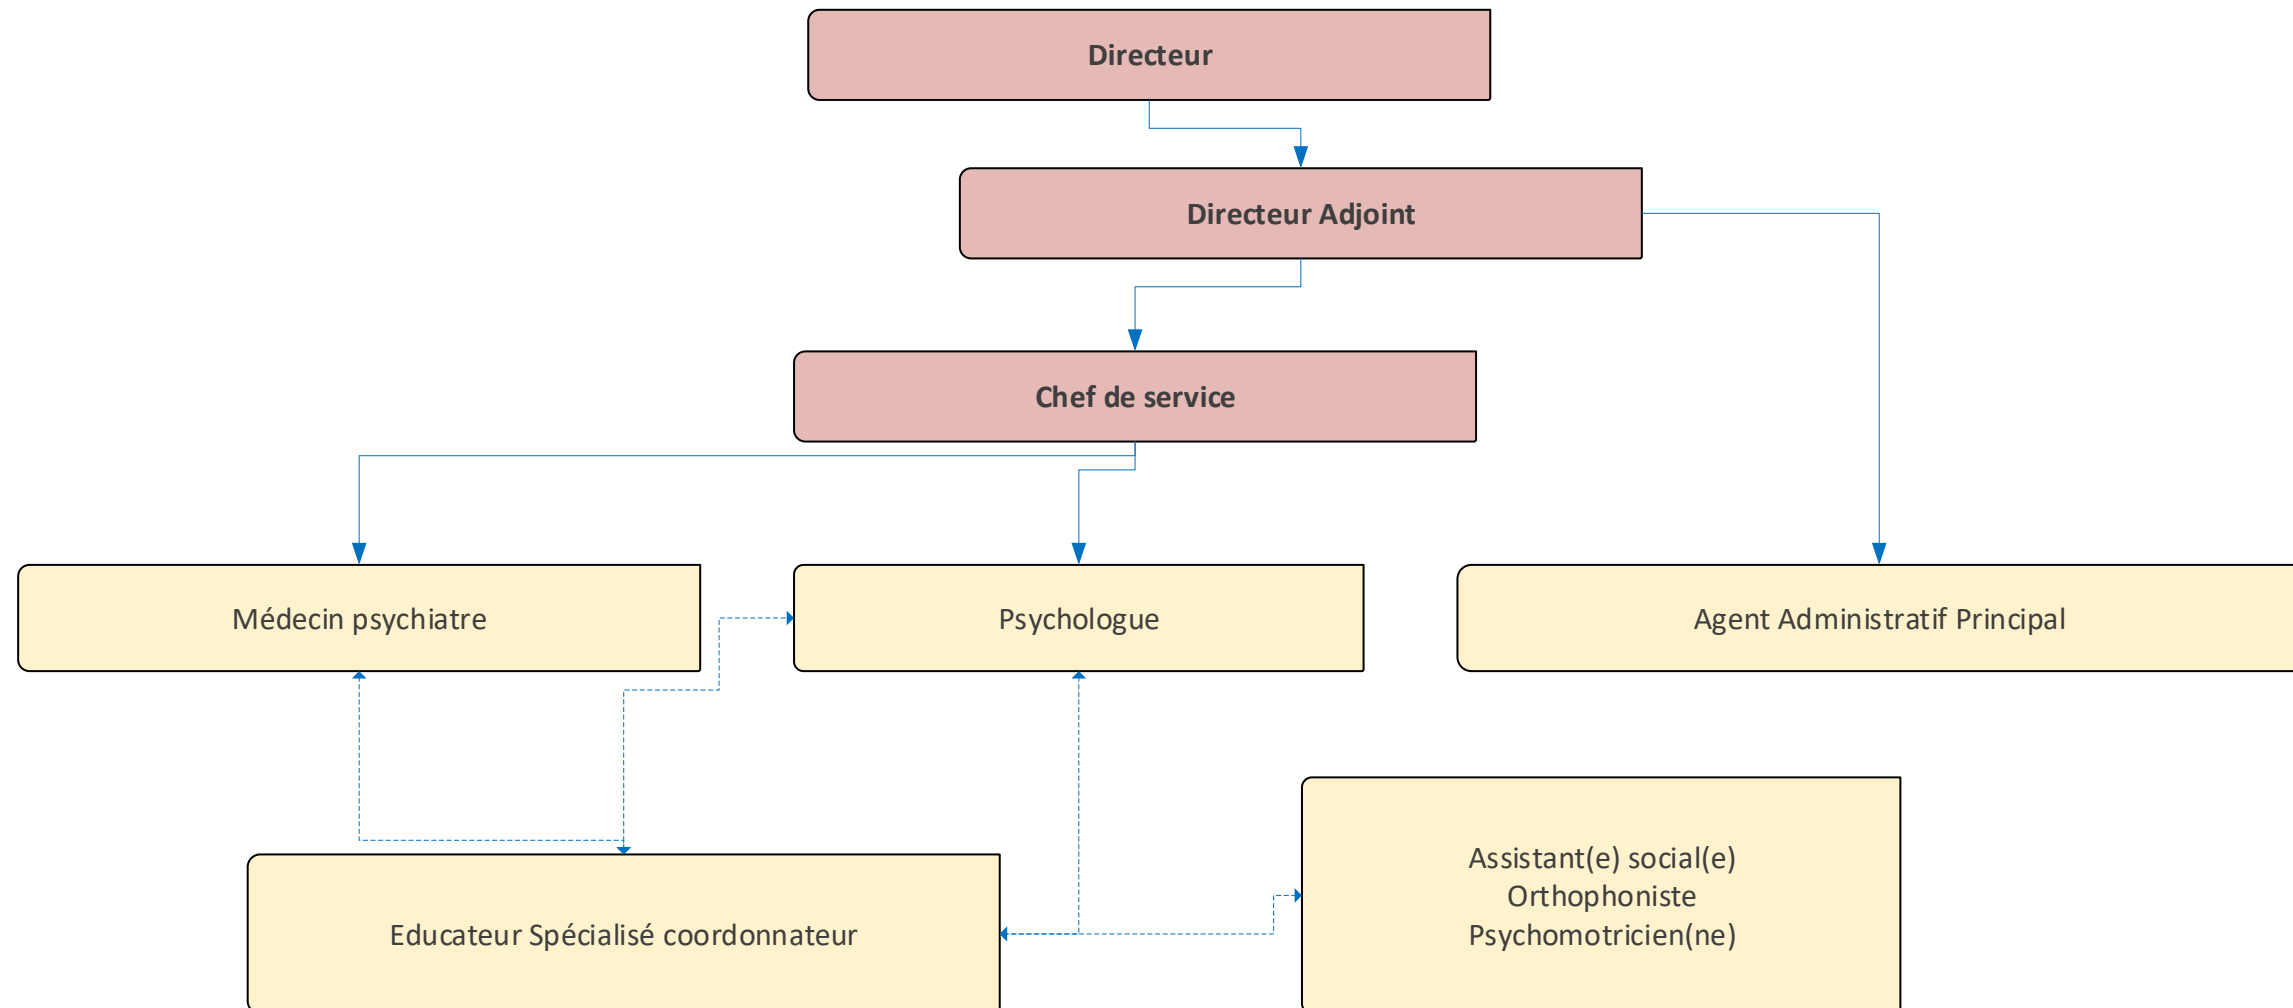 Directeur
Directeur Adjoint
Chef de service
Médecin psychiatre
Psychologue
Agent Administratif Principal
Assistant(e) social(e)
Orthophoniste
Psychomotricien(ne)
Educateur Spécialisé coordonnateur